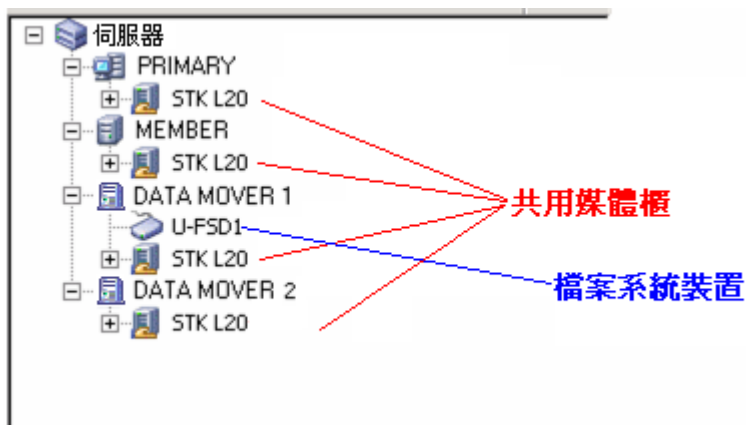 伺服器
PRIMARY
STK L20
MEMBER
STK L20
DATA MOVER 1
共用媒體櫃
U-FSD1
STK L20
檔案系統裝置
DATA MOVER 2
STK L20